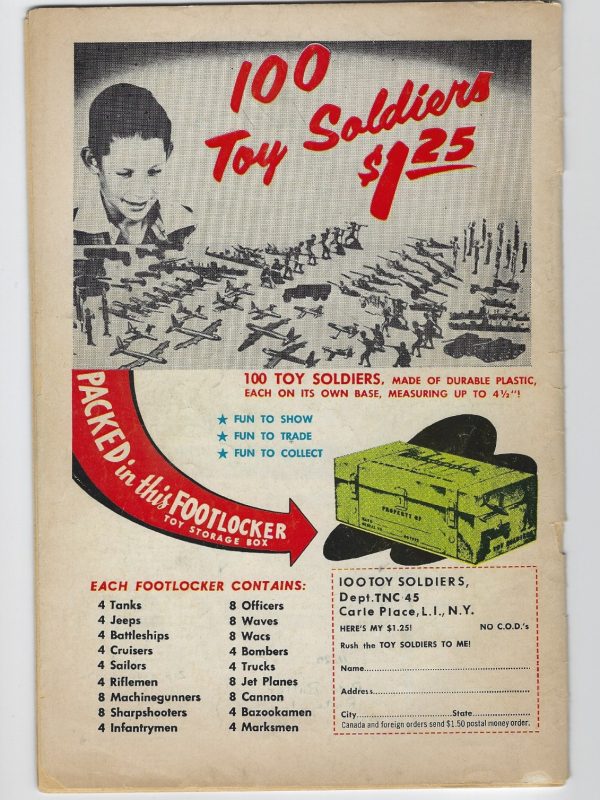 100
Toy Soldiers
$1.25
100 TOY SOLDIERS, MADE OF DURABLE PLASTIC,
EACH ON ITS OWN BASE, MEASURING UP TO 4½"!
★ FUN TO SHOW
★ FUN TO TRADE
★ FUN TO COLLECT
PACKED in this FOOTLOCKER
TOY STORAGE BOX
PROPERTY OF
TOY SOLDIERS
EACH FOOTLOCKER CONTAINS:
4 Tanks
4 Jeeps
4 Battleships
4 Cruisers
4 Sailors
4 Riflemen
8 Machinegunners
8 Sharpshooters
4 Infantrymen
8 Officers
8 Waves
8 Wacs
4 Bombers
4 Trucks
8 Jet Planes
8 Cannon
4 Bazookamen
4 Marksmen
100 TOY SOLDIERS,
Dept. TNC 45
Carle Place, L.I., N.Y.
HERE'S MY $1.25! NO C.O.D.'s
Rush the TOY SOLDIERS TO ME!
Name
Address
City State
Canada and foreign orders send $1.50 postal money order.